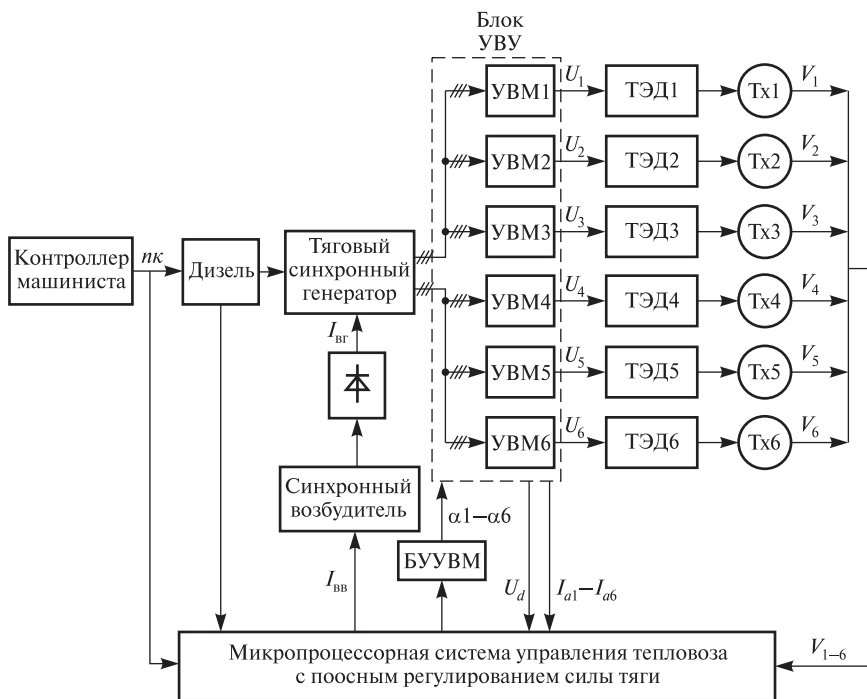 Блок
УВУ
УВМ1
U1
ТЭД1
Тх1
V1
УВМ2
U2
ТЭД2
Тх2
V2
УВМ3
U3
ТЭД3
Тх3
V3
Контроллер
машиниста
пк
Дизель
Тяговый
синхронный
генератор
УВМ4
U4
ТЭД4
Тх4
V4
Iвг
УВМ5
U5
ТЭД5
Тх5
V5
УВМ6
U6
ТЭД6
Тх6
V6
Синхронный
возбудитель
α1–α6
БУУВМ
Iвв
Ud
Ia1–Ia6
Микропроцессорная система управления тепловоза
с поосным регулированием силы тяги
V1–6